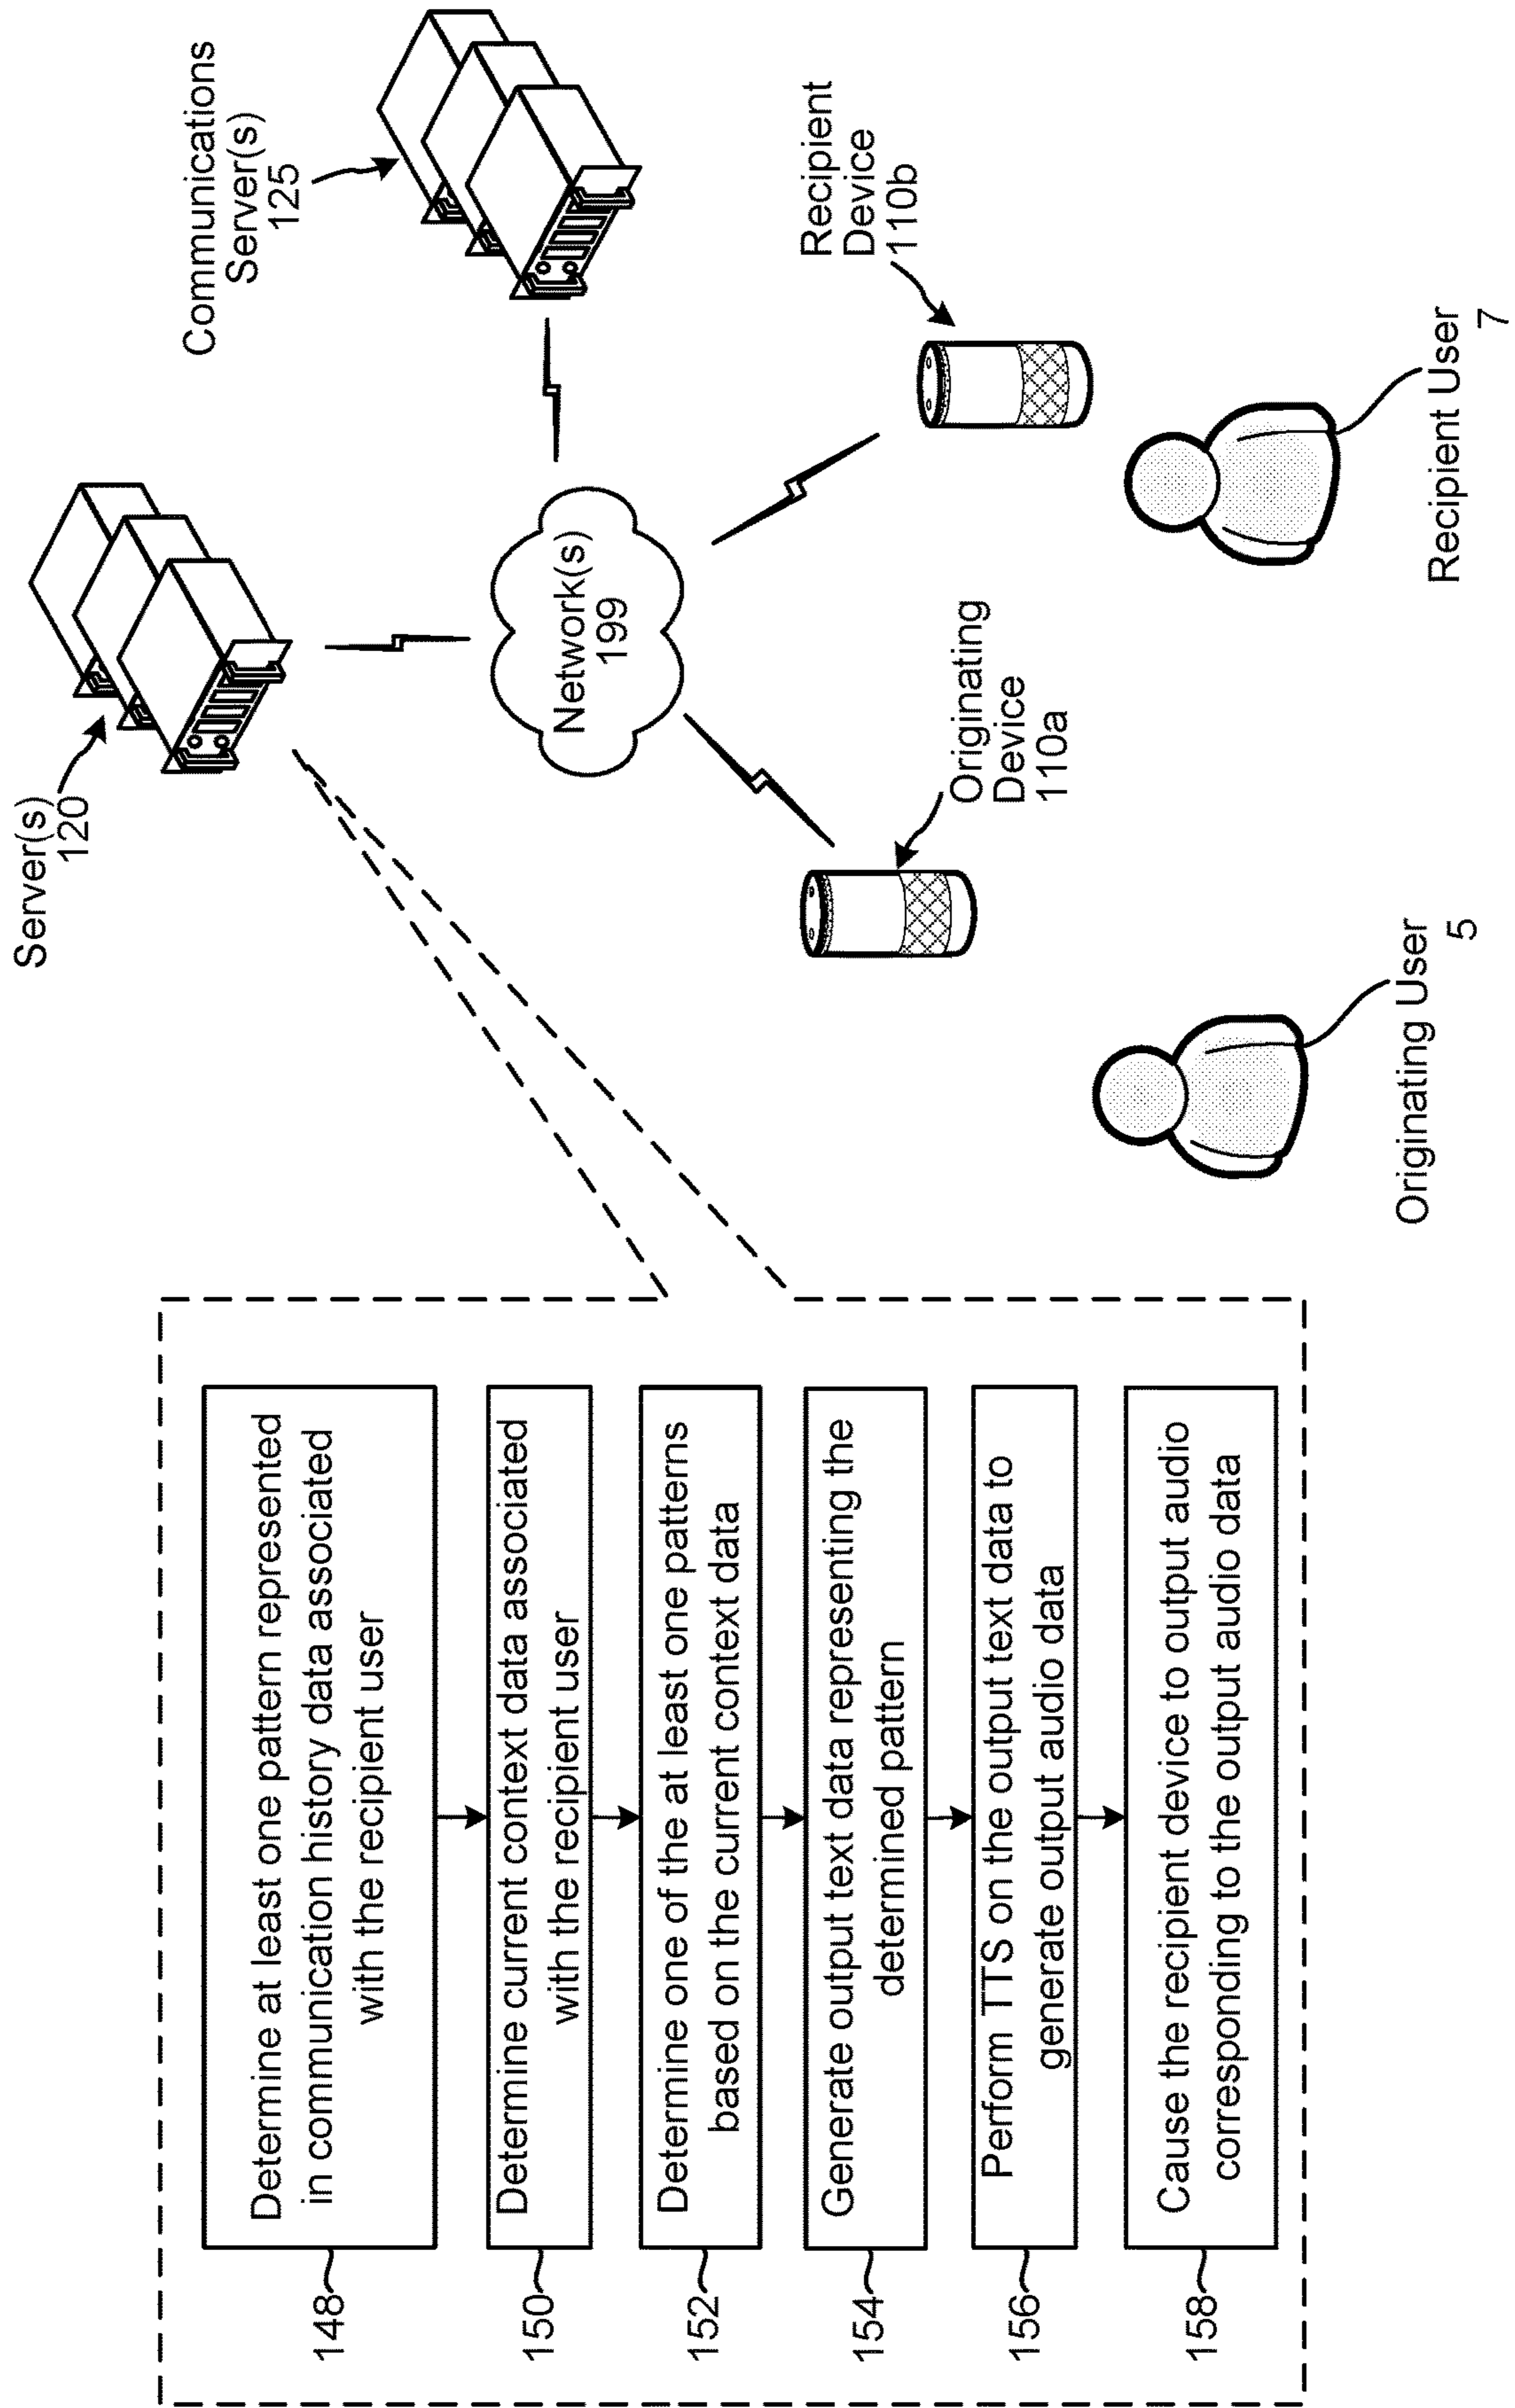 Server(s)
120
Communications
Server(s)
125
Network(s)
199
Originating
Device
110a
Recipient
Device
110b
Originating User
5
Recipient User
7
148
Determine at least one pattern represented
in communication history data associated
with the recipient user
150
Determine current context data associated
with the recipient user
152
Determine one of the at least one patterns
based on the current context data
154
Generate output text data representing the
determined pattern
156
Perform TTS on the output text data to
generate output audio data
158
Cause the recipient device to output audio
corresponding to the output audio data